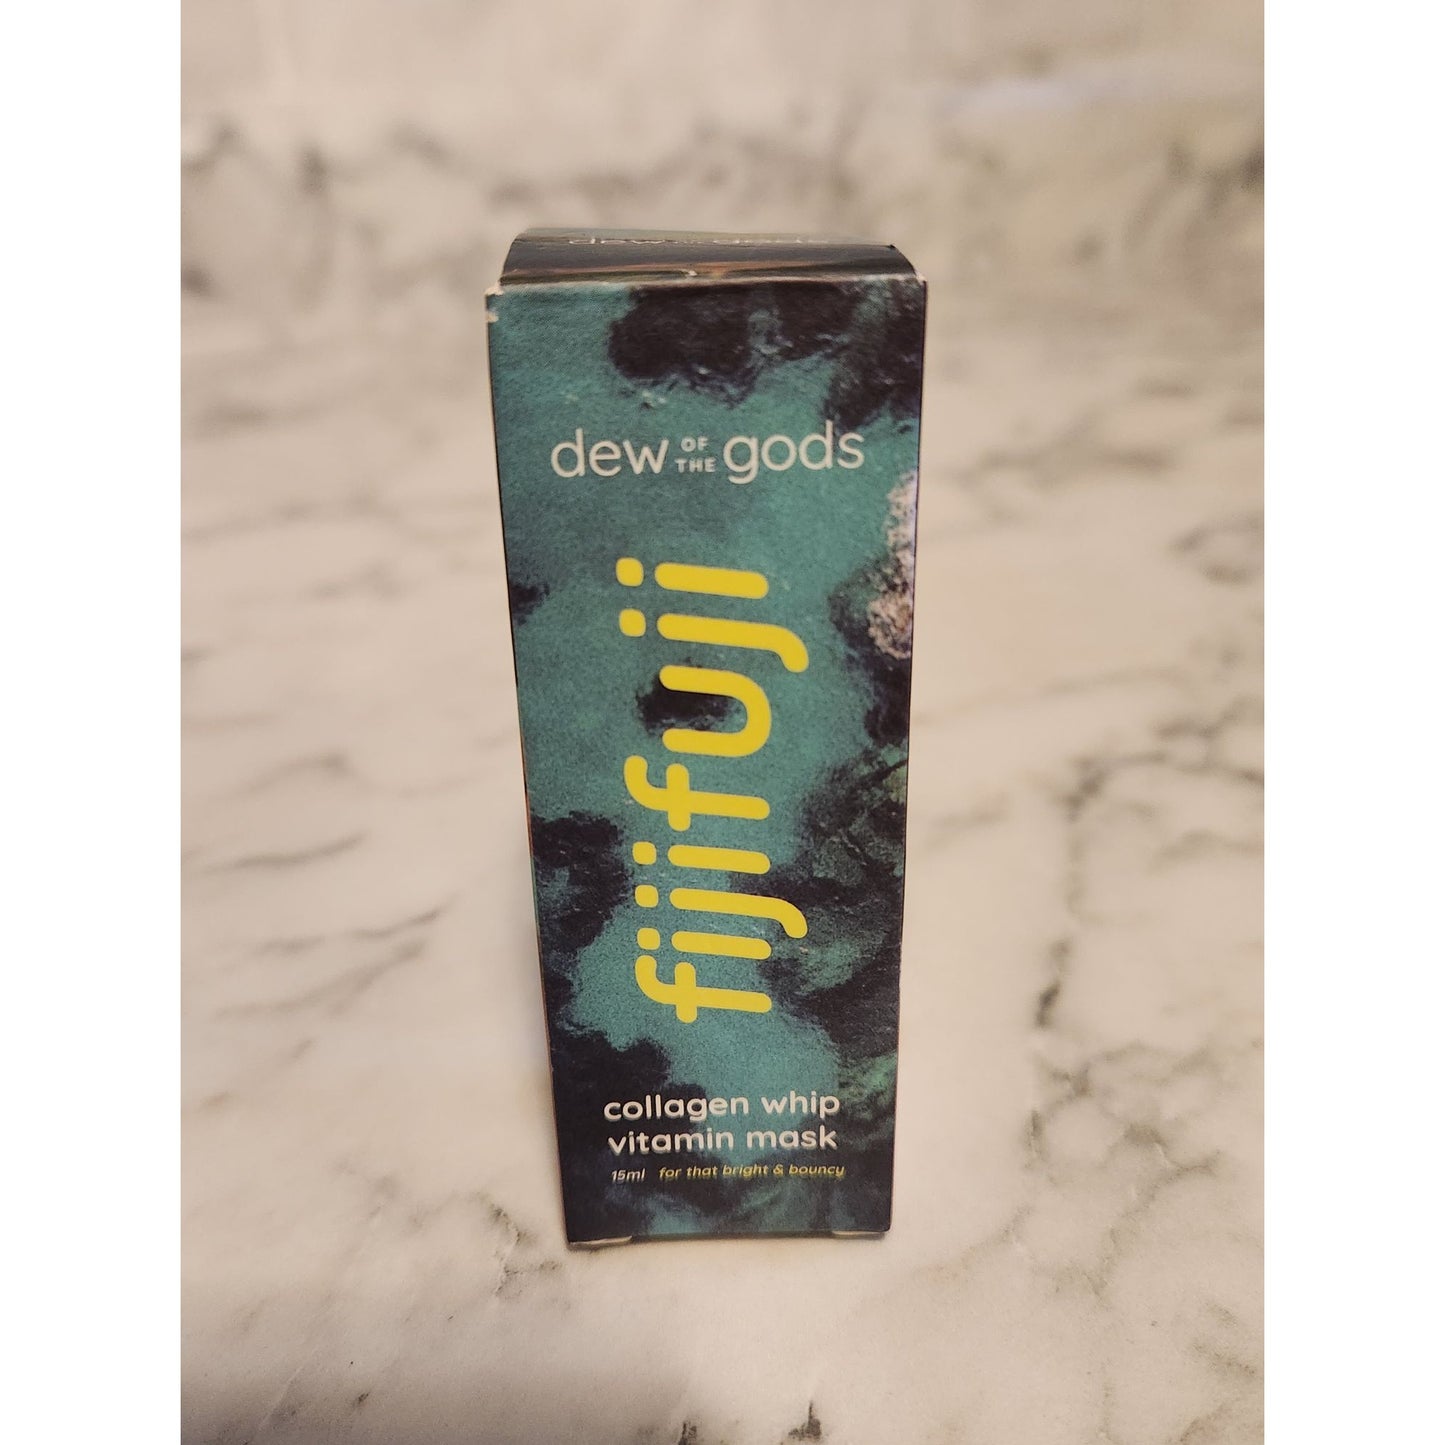 dew OF THE gods
fijifuji
collagen whip
vitamin mask
15ml for that bright & bouncy